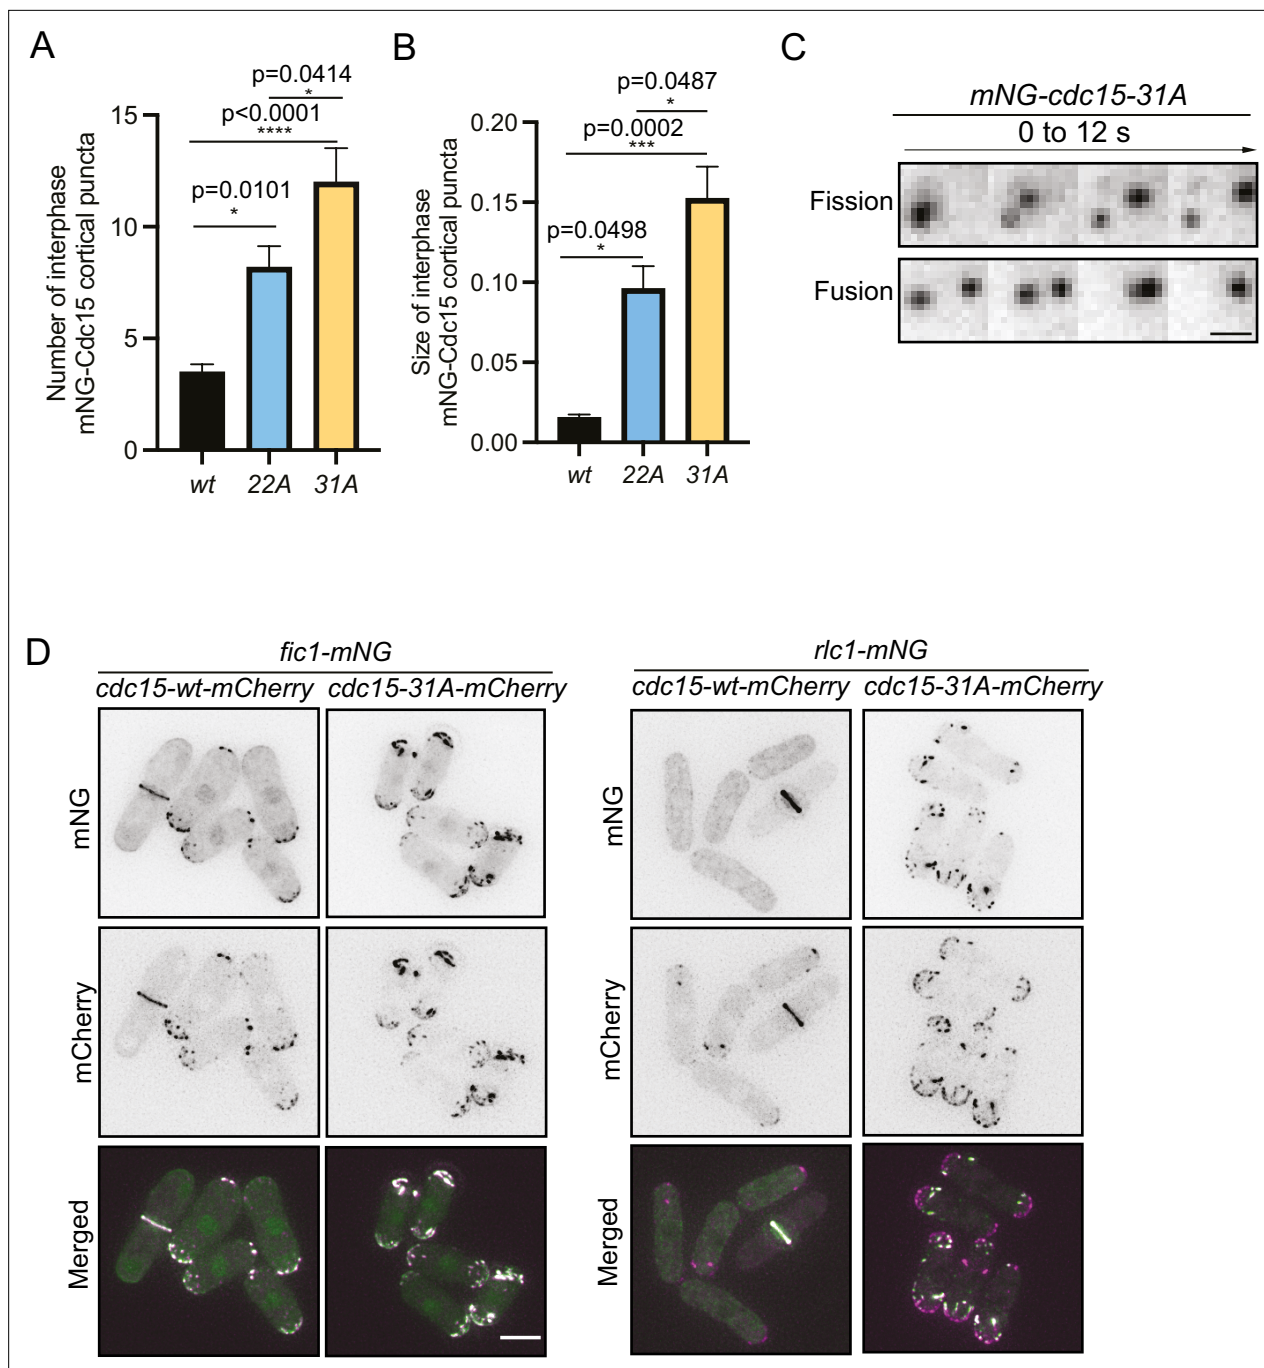 A
Number of interphase
mNG-Cdc15 cortical puncta
15
10
5
0
p=0.0414
*
p<0.0001
****
p=0.0101
*
wt 22A 31A
B
Size of interphase
mNG-Cdc15 cortical puncta
0.20
0.15
0.10
0.05
0.00
p=0.0487
*
p=0.0002
***
p=0.0498
*
wt 22A 31A
C
mNG-cdc15-31A
0 to 12 s
Fission
Fusion
D
fic1-mNG
cdc15-wt-mCherry cdc15-31A-mCherry
mNG
mCherry
Merged
rlc1-mNG
cdc15-wt-mCherry cdc15-31A-mCherry
mNG
mCherry
Merged